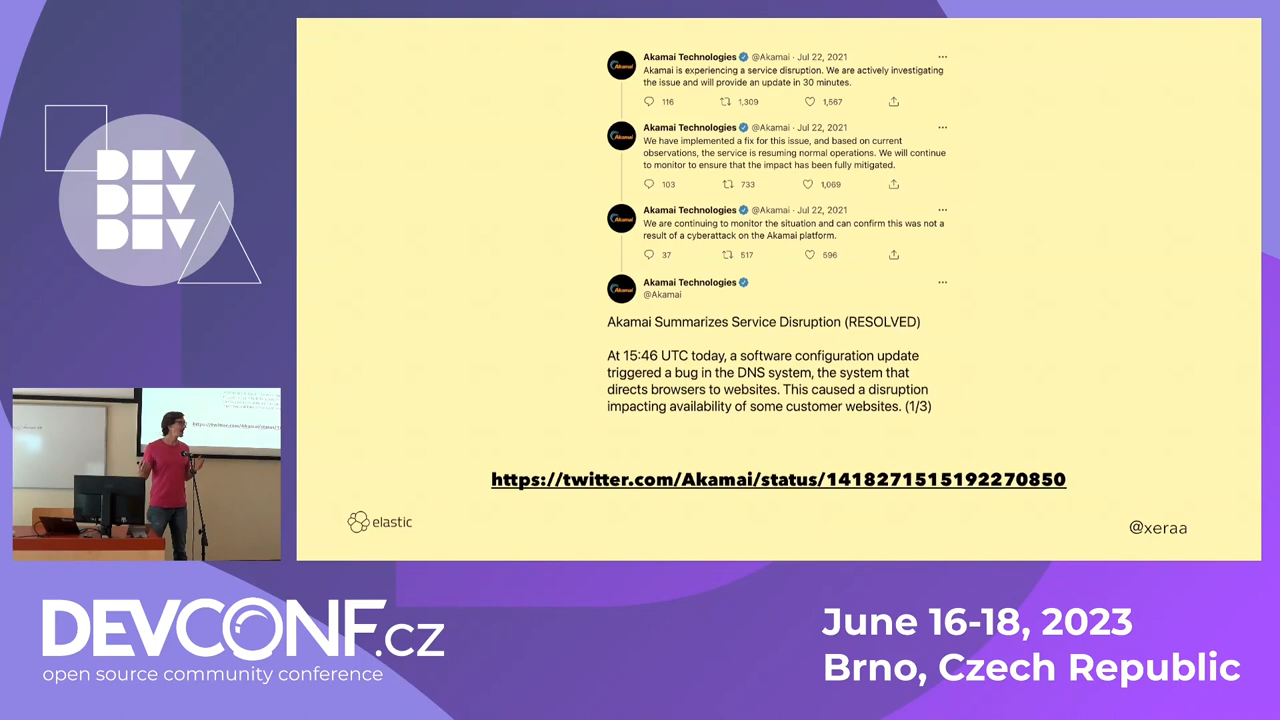 DEV
DEV
DEV
Akamai Technologies @Akamai · Jul 22, 2021
Akamai is experiencing a service disruption. We are actively investigating
the issue and will provide an update in 30 minutes.
116 1,309 1,567
Akamai Technologies @Akamai · Jul 22, 2021
We have implemented a fix for this issue, and based on current
observations, the service is resuming normal operations. We will continue
to monitor to ensure that the impact has been fully mitigated.
103 733 1,069
Akamai Technologies @Akamai · Jul 22, 2021
We are continuing to monitor the situation and can confirm this was not a
result of a cyberattack on the Akamai platform.
37 517 596
Akamai Technologies
@Akamai
Akamai Summarizes Service Disruption (RESOLVED)
At 15:46 UTC today, a software configuration update
triggered a bug in the DNS system, the system that
directs browsers to websites. This caused a disruption
impacting availability of some customer websites. (1/3)
https://twitter.com/Akamai/status/1418271515192270850
elastic
@xeraa
DEVCONF.cz
open source community conference
June 16-18, 2023
Brno, Czech Republic